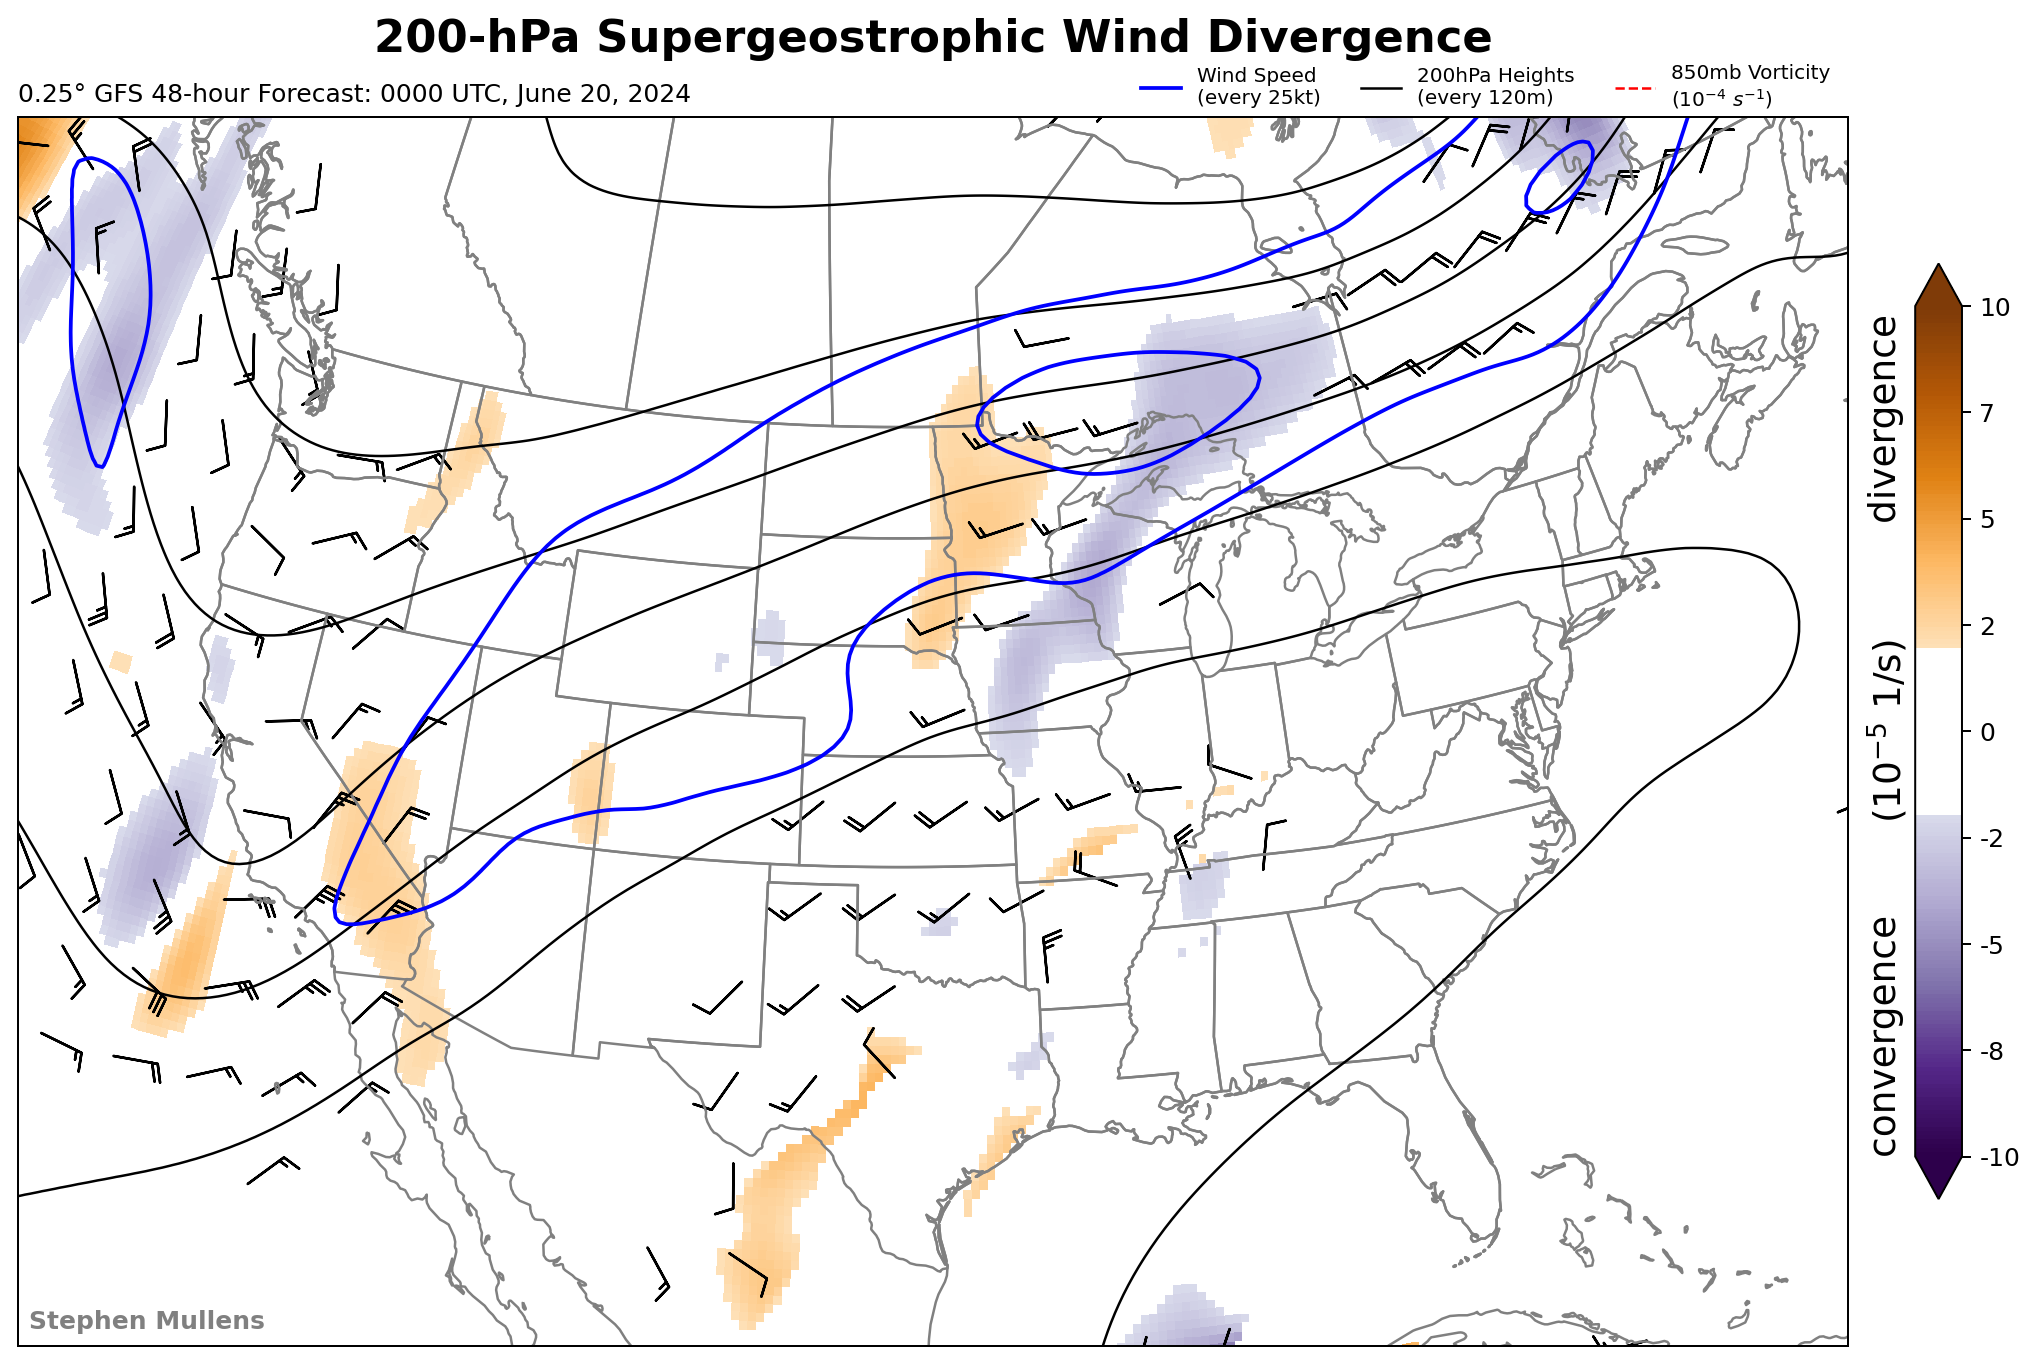 200-hPa Supergeostrophic Wind Divergence
0.25° GFS 48-hour Forecast: 0000 UTC, June 20, 2024
Wind Speed
(every 25kt)
200hPa Heights
(every 120m)
850mb Vorticity
(10⁻⁴ s⁻¹)
10
7
5
2
0
-2
-5
-8
-10
convergence (10⁻⁵ 1/s) divergence
Stephen Mullens